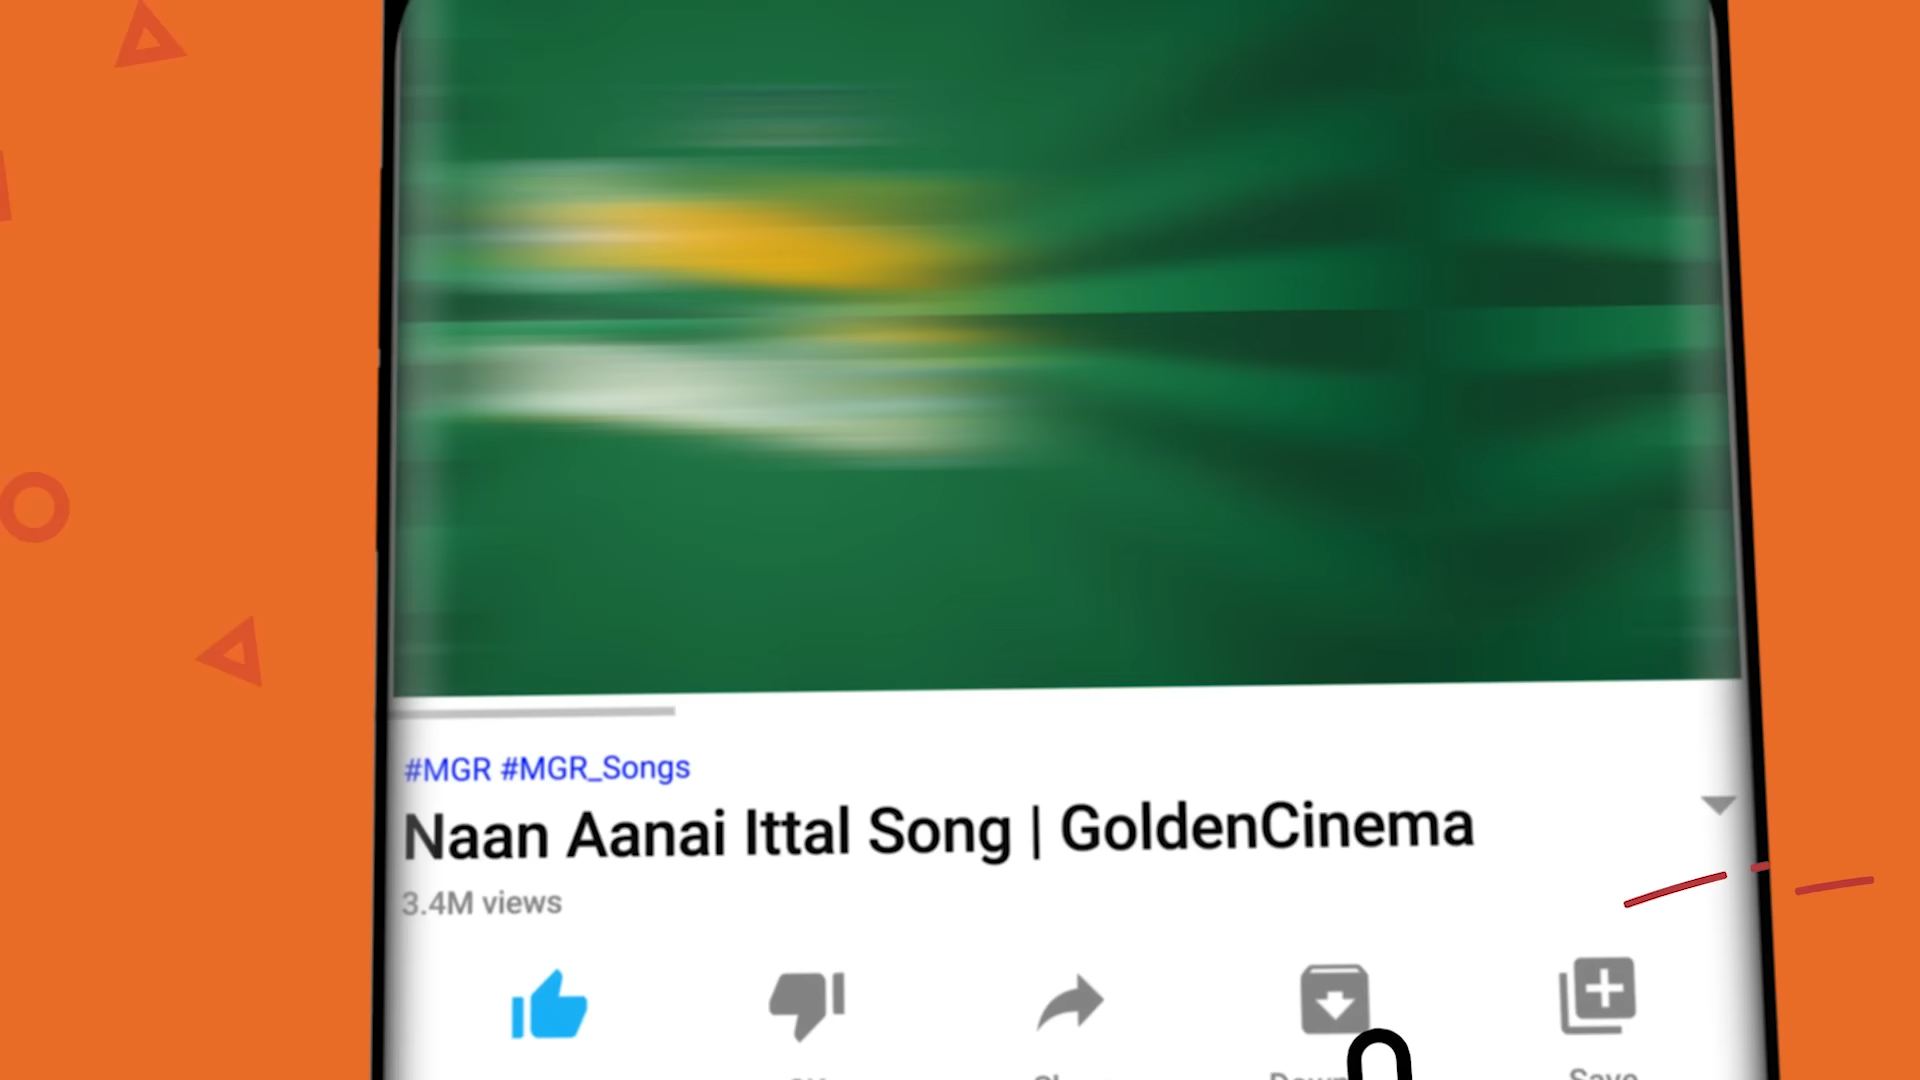 #MGR #MGR_Songs
Naan Aanai Ittal Song | GoldenCinema
3.4M views